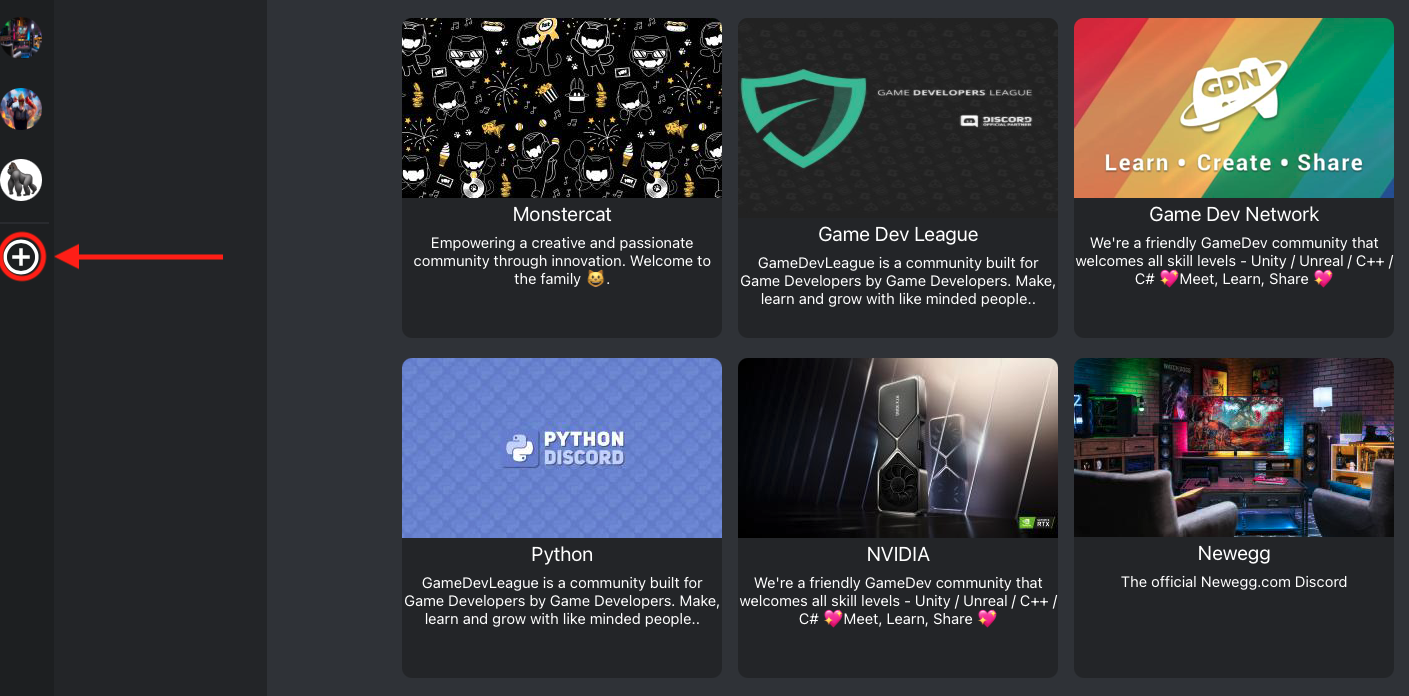 GAME DEVELOPERS LEAGUE
DISCORD
OFFICIAL PARTNER
GDN
Learn • Create • Share
Monstercat
Empowering a creative and passionate
community through innovation. Welcome to
the family 😺.
Game Dev League
GameDevLeague is a community built for
Game Developers by Game Developers. Make,
learn and grow with like minded people..
Game Dev Network
We're a friendly GameDev community that
welcomes all skill levels - Unity / Unreal / C++ /
C# 💖Meet, Learn, Share 💖
PYTHON
DISCORD
RTX
Python
GameDevLeague is a community built for
Game Developers by Game Developers. Make,
learn and grow with like minded people..
NVIDIA
We're a friendly GameDev community that
welcomes all skill levels - Unity / Unreal / C++ /
C# 💖Meet, Learn, Share 💖
Newegg
The official Newegg.com Discord